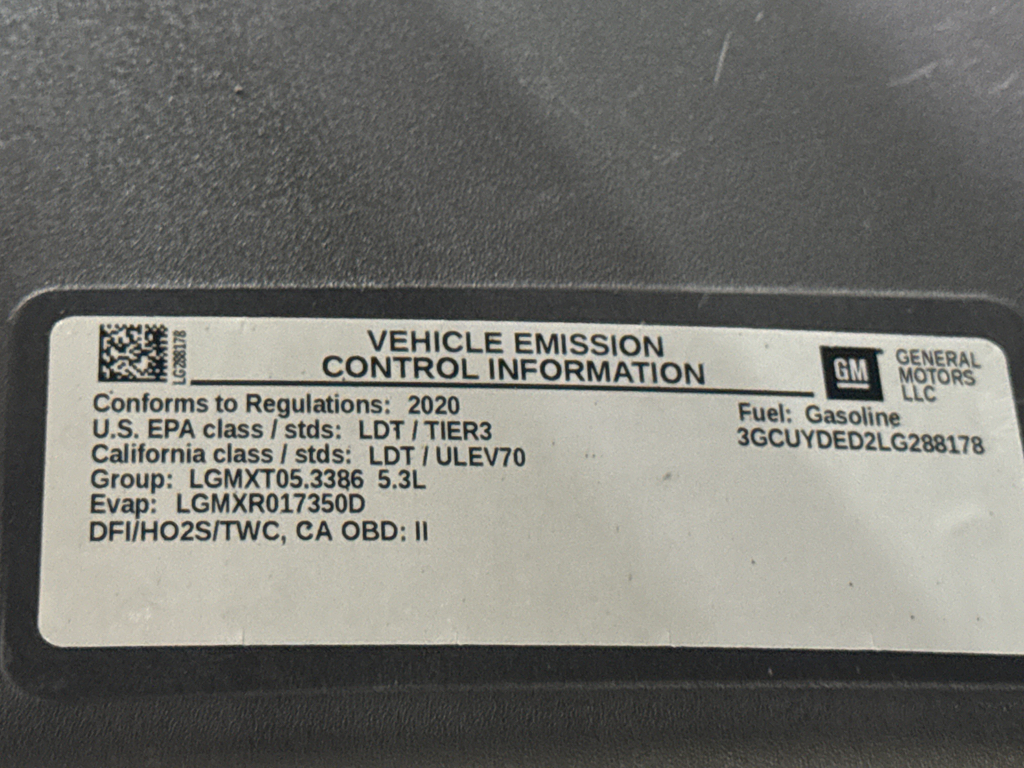 LG288178
VEHICLE EMISSION
CONTROL INFORMATION
GM
GENERAL
MOTORS
LLC
Conforms to Regulations: 2020
U.S. EPA class / stds: LDT / TIER3
California class / stds: LDT / ULEV70
Group: LGMXT05.3386 5.3L
Evap: LGMXR017350D
DFI/HO2S/TWC, CA OBD: II
Fuel: Gasoline
3GCUYDED2LG288178